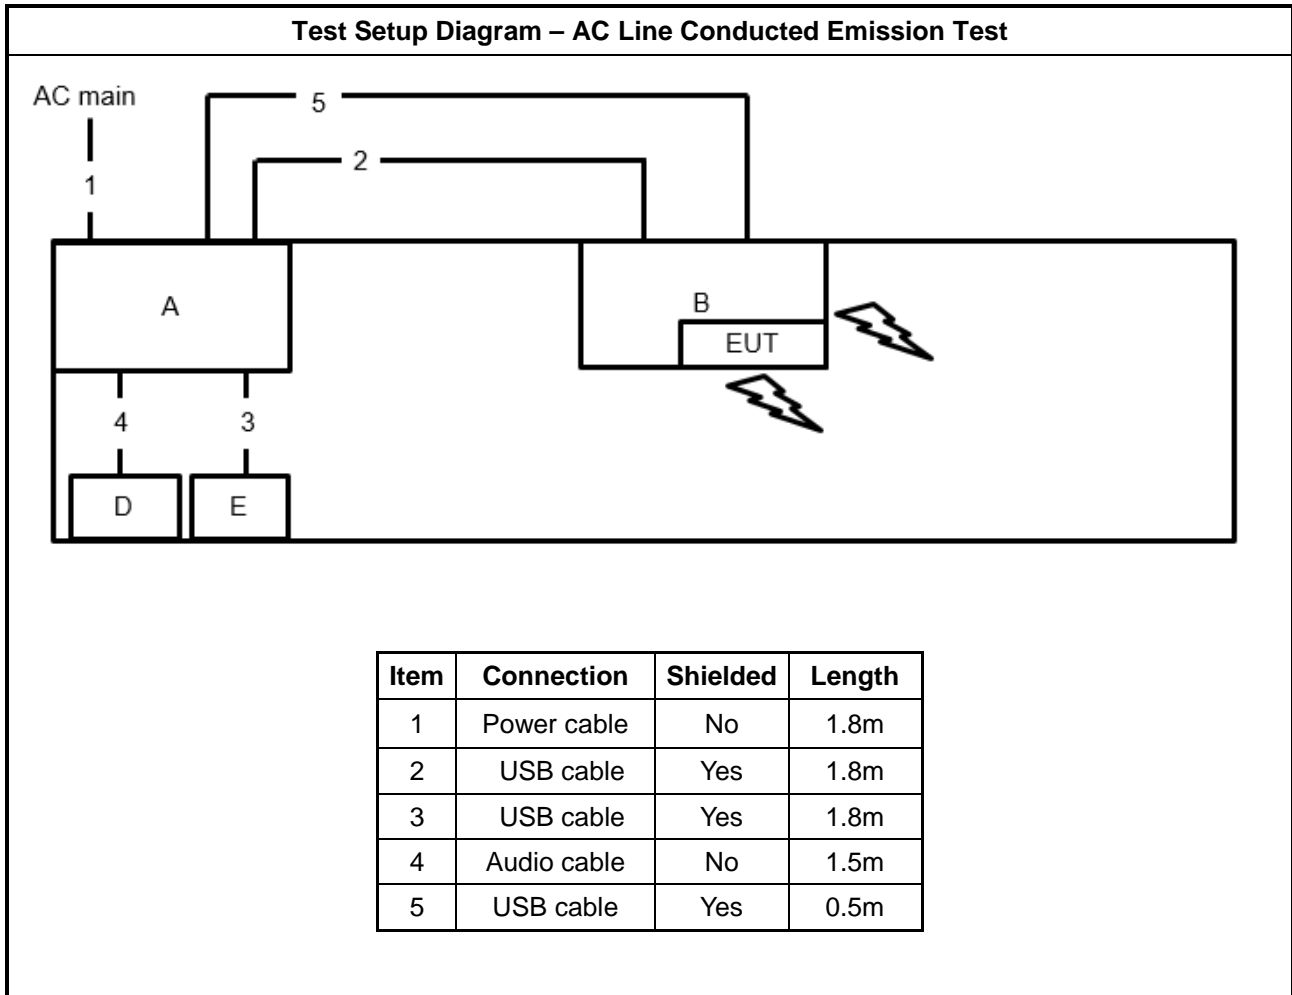 Test Setup Diagram – AC Line Conducted Emission Test
AC main
5
2
1
A
B
EUT
4
3
D
E
Item Connection Shielded Length
1 Power cable No 1.8m
2 USB cable Yes 1.8m
3 USB cable Yes 1.8m
4 Audio cable No 1.5m
5 USB cable Yes 0.5m